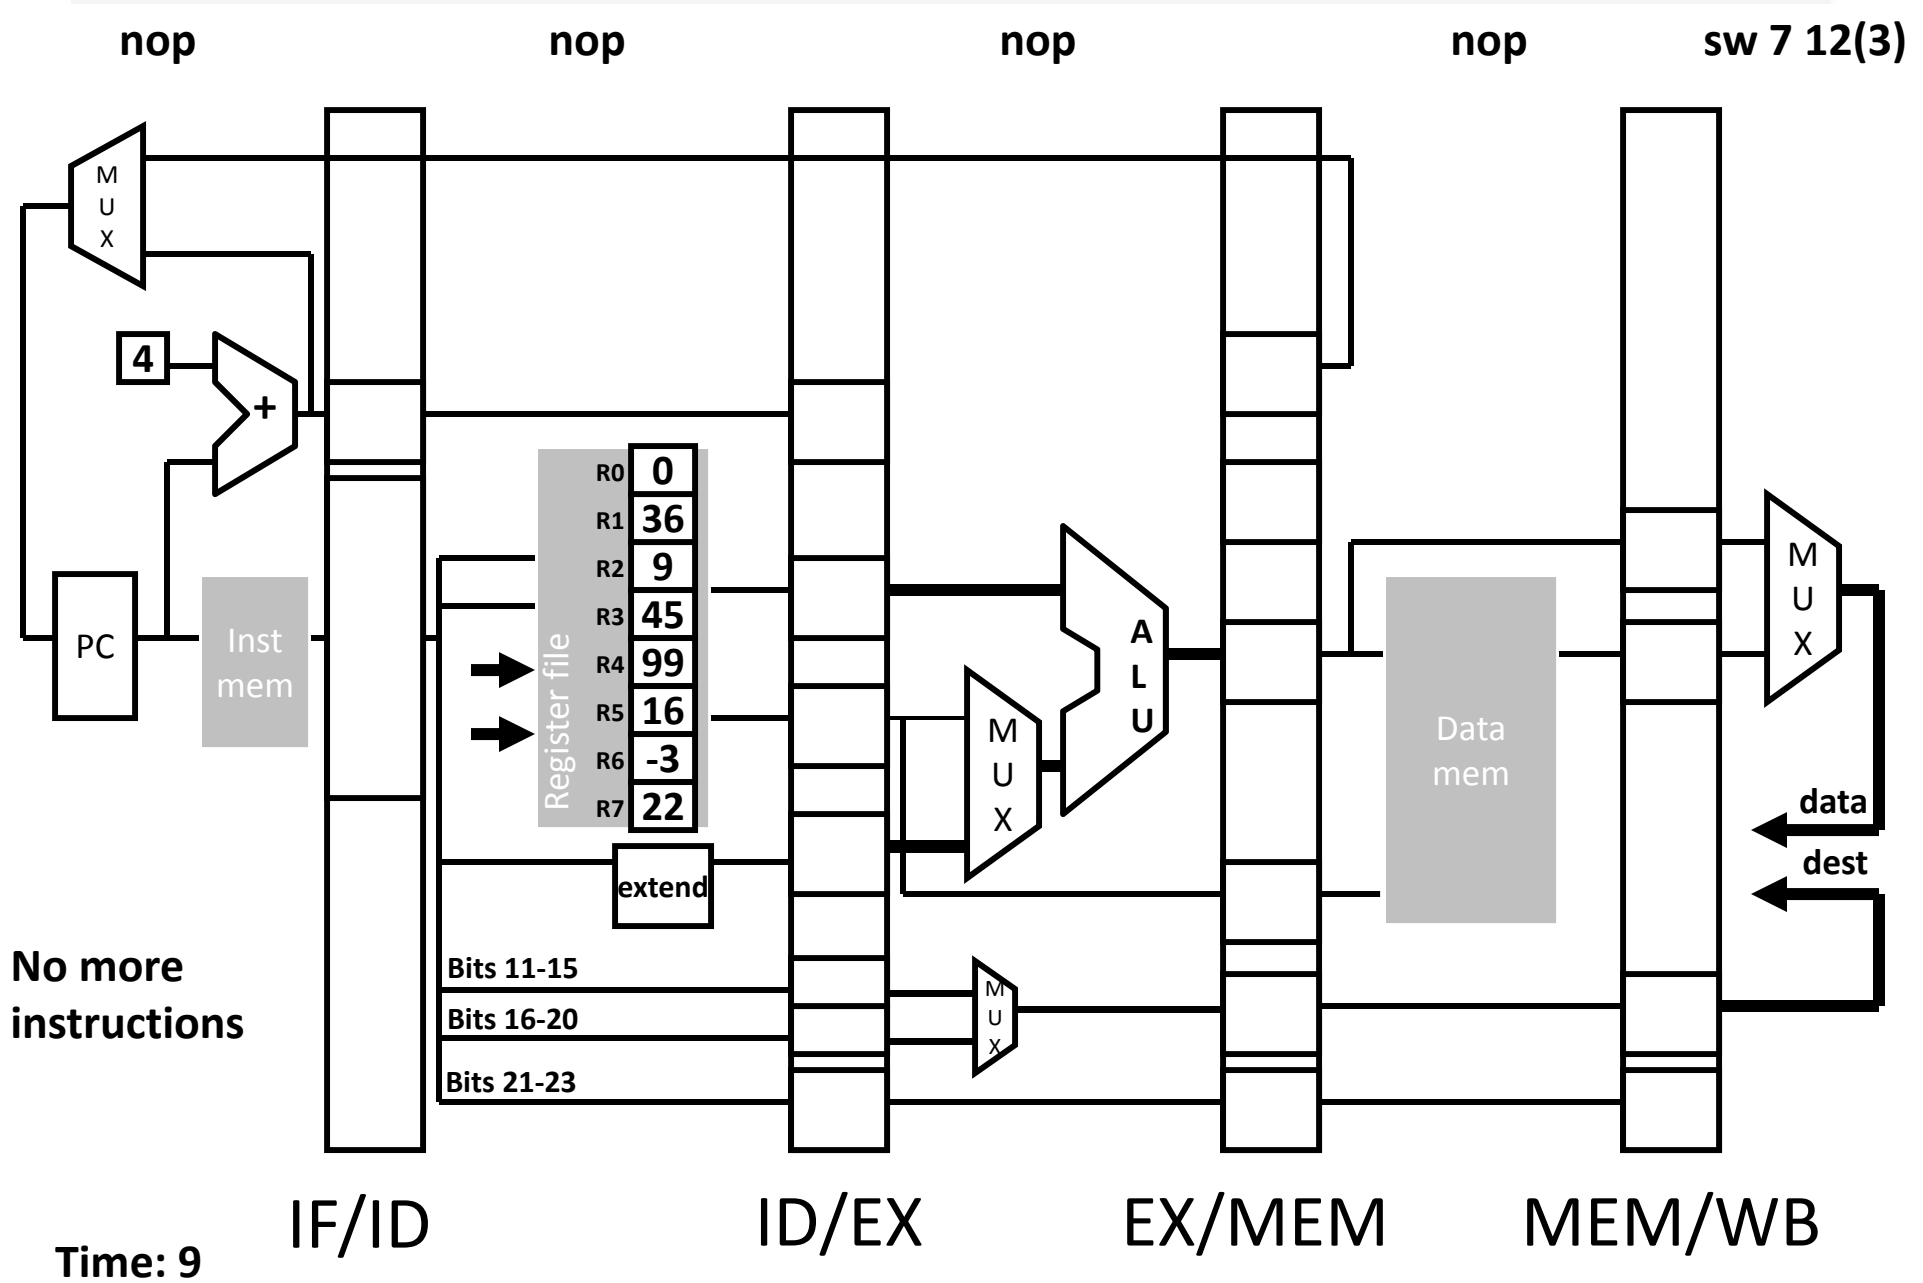 nop nop nop nop sw 7 12(3)
M
U
X
4
+
R0 0
R1 36
R2 9
R3 45
R4 99
R5 16
R6 -3
R7 22
Register file
PC
Inst
mem
M
U
X
A
L
U
Data
mem
M
U
X
data
dest
extend
No more
instructions
Bits 11-15
Bits 16-20
Bits 21-23
M
U
X
IF/ID ID/EX EX/MEM MEM/WB
Time: 9